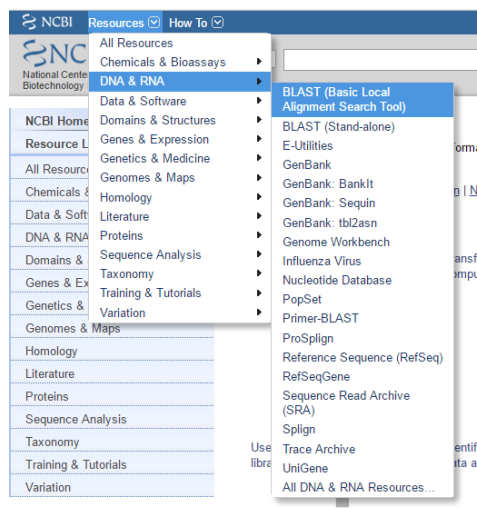 NCBI Resources How To
NC
National Cente
Biotechnology
All Resources
Chemicals & Bioassays
DNA & RNA
Data & Software
Domains & Structures
Genes & Expression
Genetics & Medicine
Genomes & Maps
Homology
Literature
Proteins
Sequence Analysis
Taxonomy
Training & Tutorials
Variation
BLAST (Basic Local
Alignment Search Tool)
BLAST (Stand-alone)
E-Utilities
GenBank
GenBank: BankIt
GenBank: Sequin
GenBank: tbl2asn
Genome Workbench
Influenza Virus
Nucleotide Database
PopSet
Primer-BLAST
ProSplign
Reference Sequence (RefSeq)
RefSeqGene
Sequence Read Archive
(SRA)
Splign
Trace Archive
UniGene
All DNA & RNA Resources...
NCBI Home
Resource L
All Resource
Chemicals &
Data & Soft
DNA & RNA
Domains &
Genes & Ex
Genetics &
Genomes & Maps
Homology
Literature
Proteins
Sequence Analysis
Taxonomy
Training & Tutorials
Variation
Use
libra